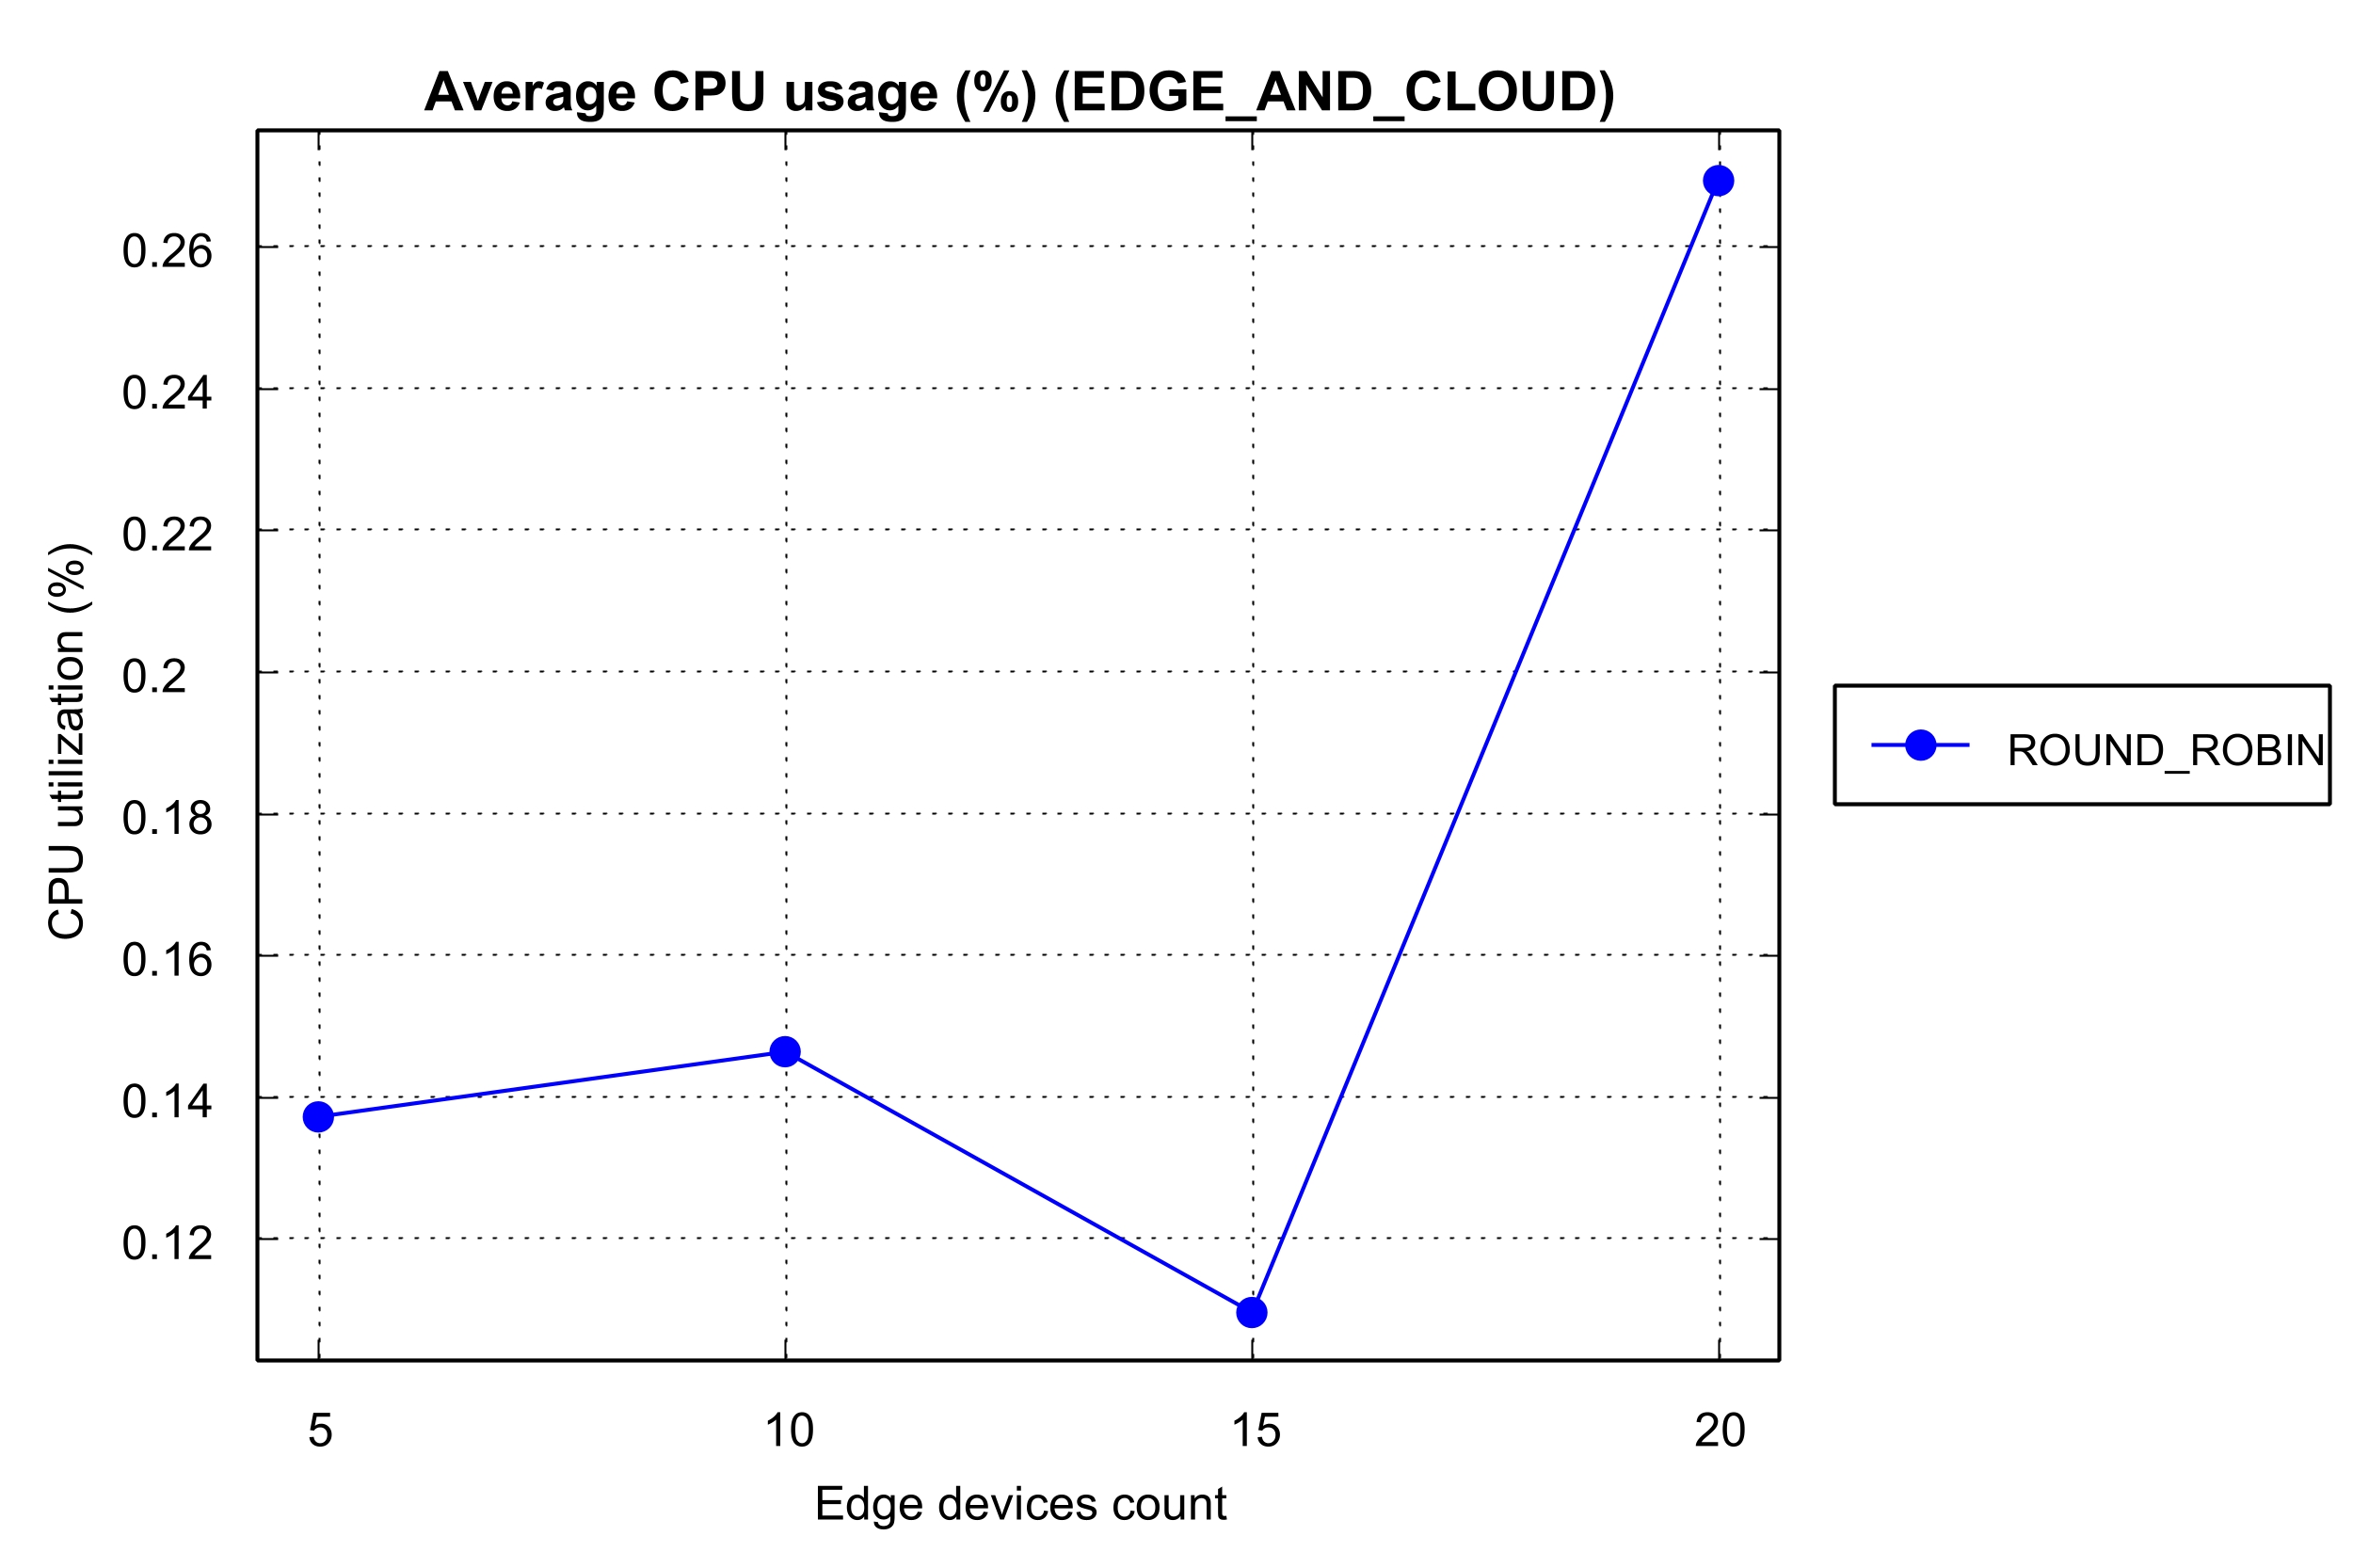 Average CPU usage (%) (EDGE_AND_CLOUD)
CPU utilization (%)
0.26
0.24
0.22
0.2
0.18
0.16
0.14
0.12
5 10 15 20
Edge devices count
ROUND_ROBIN